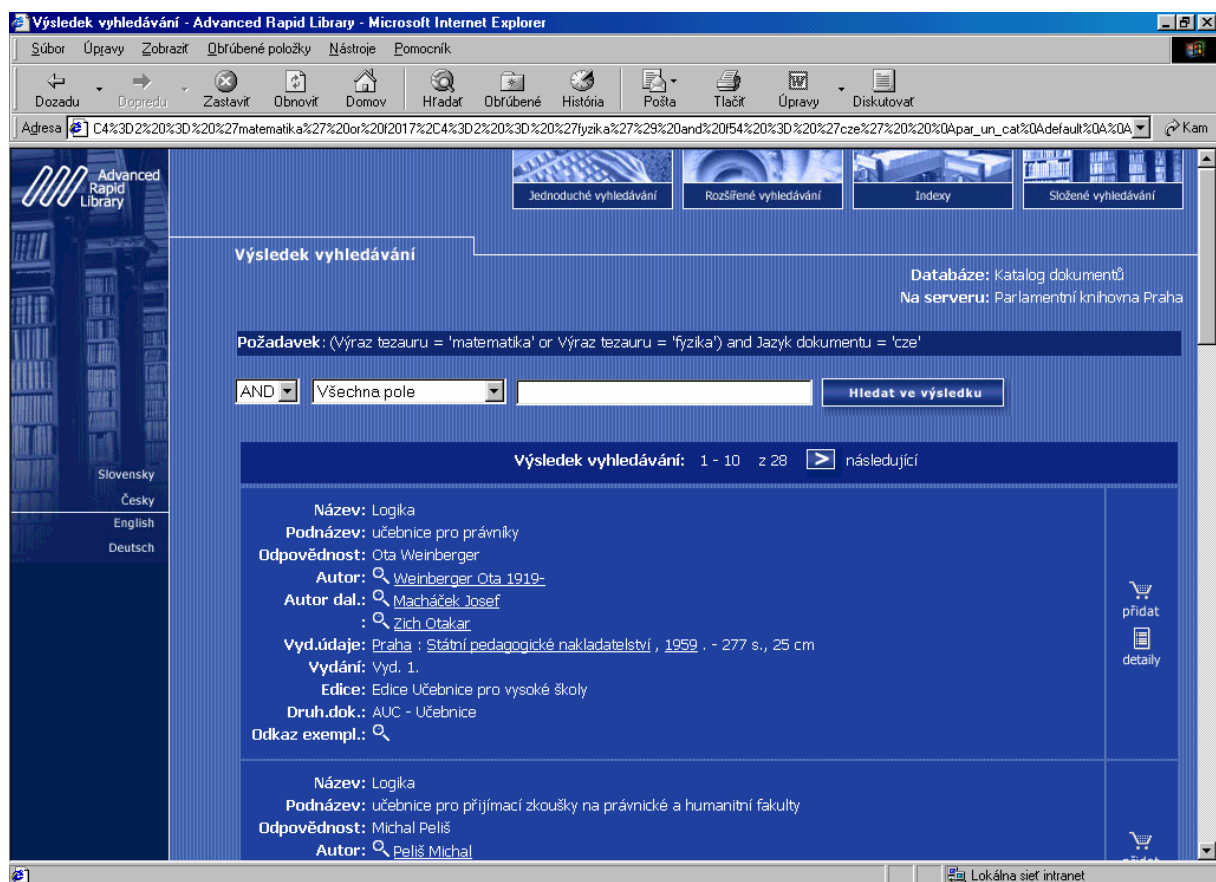 Výsledek vyhledávání - Advanced Rapid Library - Microsoft Internet Explorer
Súbor Úpravy Zobraziť Obľúbené položky Nástroje Pomocník
Dozadu Dopredu Zastaviť Obnoviť Domov Hľadať Obľúbené História Pošta Tlačiť Úpravy Diskutovať
Adresa C4%3D2%20%3D%20%27matematika%27%20or%20f2017%2C4%3D2%20%3D%20%27fyzika%27%29%20and%20f54%20%3D%20%27cze%27%20%20%0Apar_un_cat%0Adefault%0A%0A Kam
Advanced
Rapid
Library
Jednoduché vyhledávání Rozšířené vyhledávání Indexy Složené vyhledávání
Výsledek vyhledávání
Databáze: Katalog dokumentů
Na serveru: Parlamentní knihovna Praha
Požadavek: (Výraz tezauru = 'matematika' or Výraz tezauru = 'fyzika') and Jazyk dokumentu = 'cze'
AND Všechna pole Hledat ve výsledku
Výsledek vyhledávání: 1 - 10 z 28 > následující
Slovensky
Česky
English
Deutsch
Název: Logika
Podnázev: učebnice pro právníky
Odpovědnost: Ota Weinberger
Autor: Weinberger Ota 1919-
Autor dal.: Macháček Josef
: Zich Otakar
Vyd.údaje: Praha : Státní pedagogické nakladatelství , 1959 . - 277 s., 25 cm
Vydání: Vyd. 1.
Edice: Edice Učebnice pro vysoké školy
Druh.dok.: AUC - Učebnice
Odkaz exempl.:
přidat
detaily
Název: Logika
Podnázev: učebnice pro přijímací zkoušky na právnické a humanitní fakulty
Odpovědnost: Michal Peliš
Autor: Peliš Michal
přidat
Lokálna sieť intranet